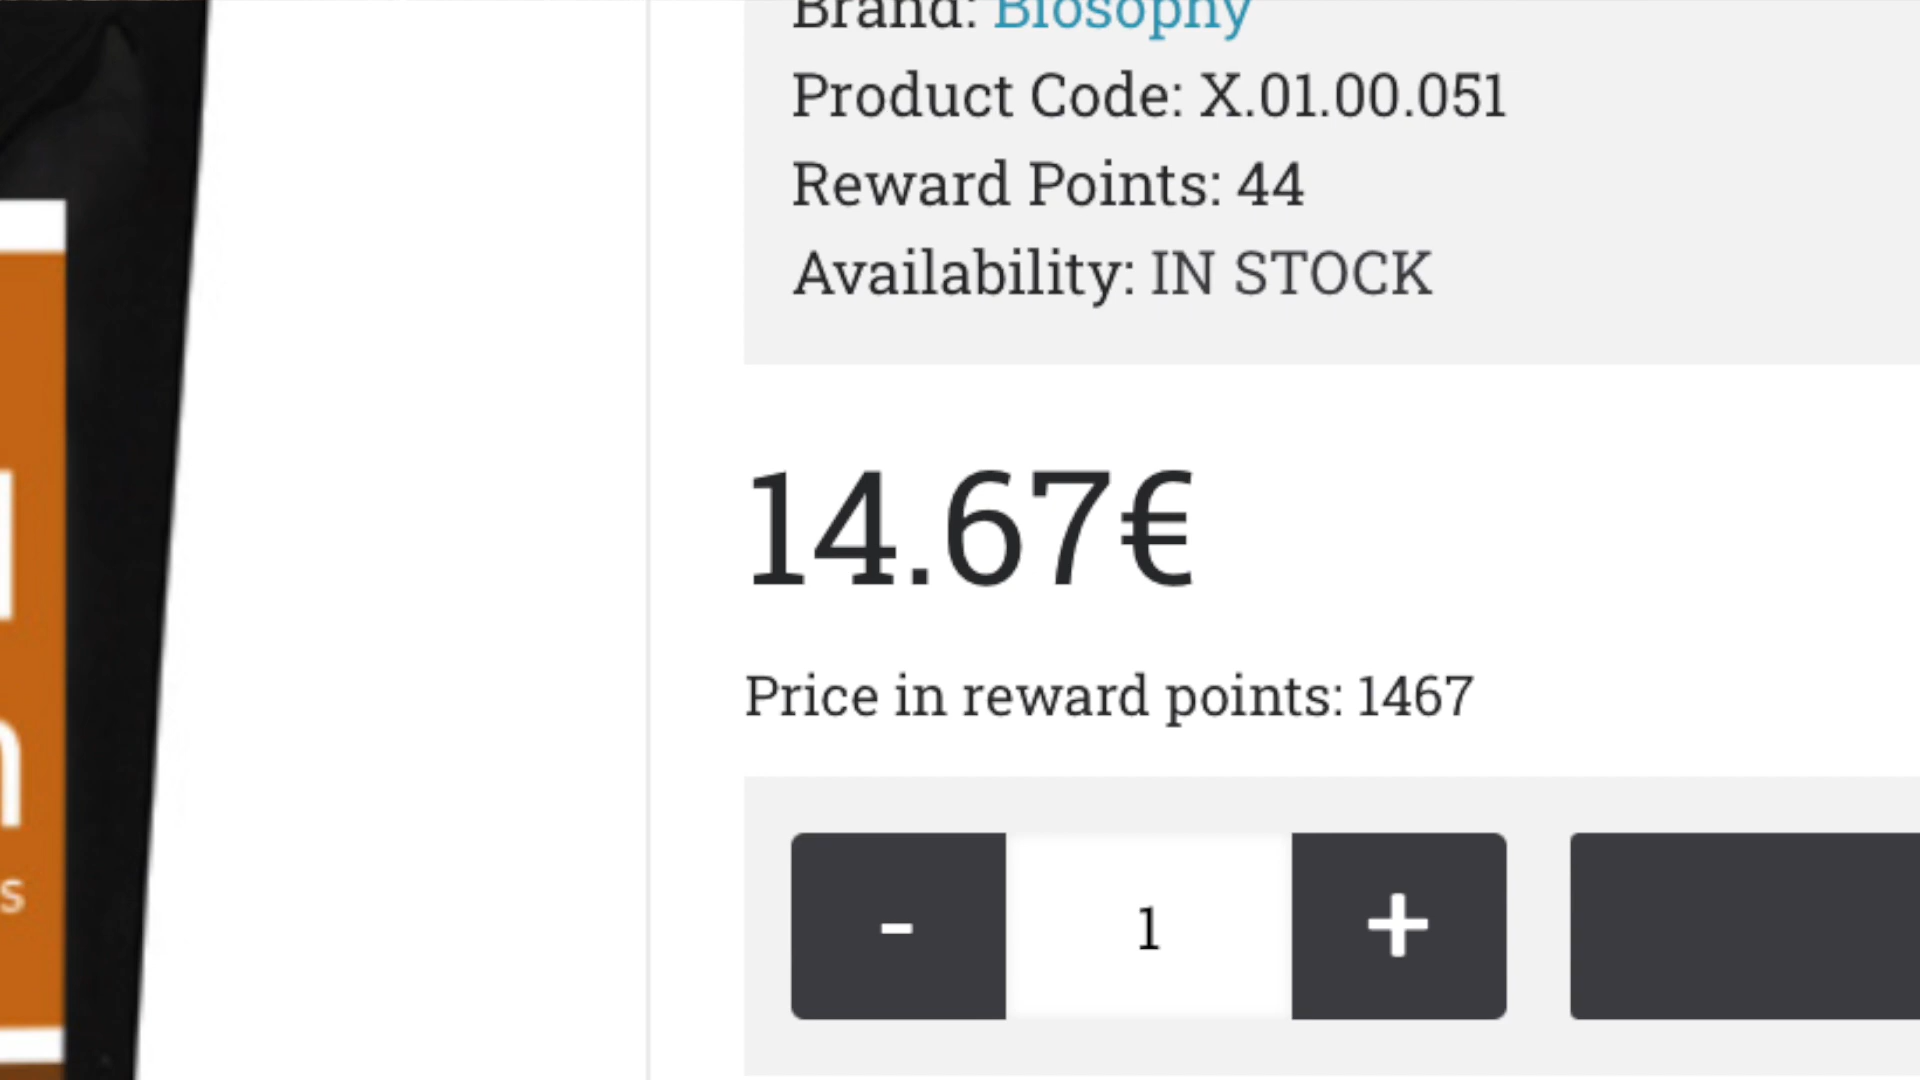 Brand: Biosophy
Product Code: X.01.00.051
Reward Points: 44
Availability: IN STOCK
14.67€
Price in reward points: 1467
- 1 +